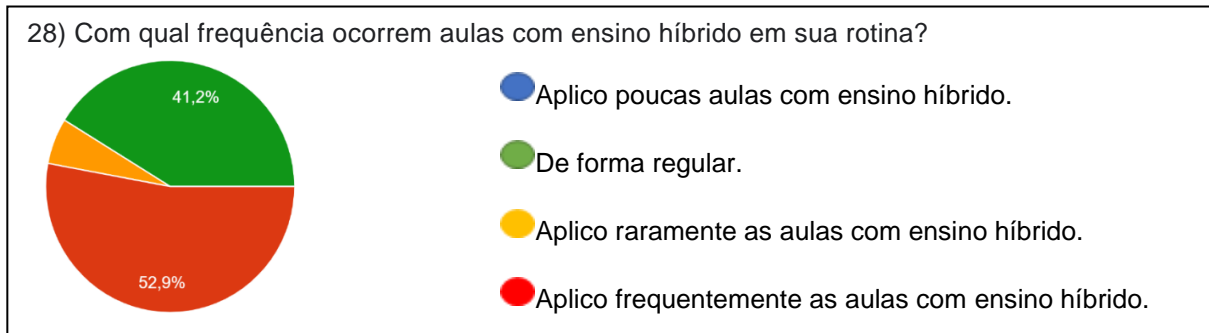 28) Com qual frequência ocorrem aulas com ensino híbrido em sua rotina?
41,2%
52,9%
Aplico poucas aulas com ensino híbrido.
De forma regular.
Aplico raramente as aulas com ensino híbrido.
Aplico frequentemente as aulas com ensino híbrido.